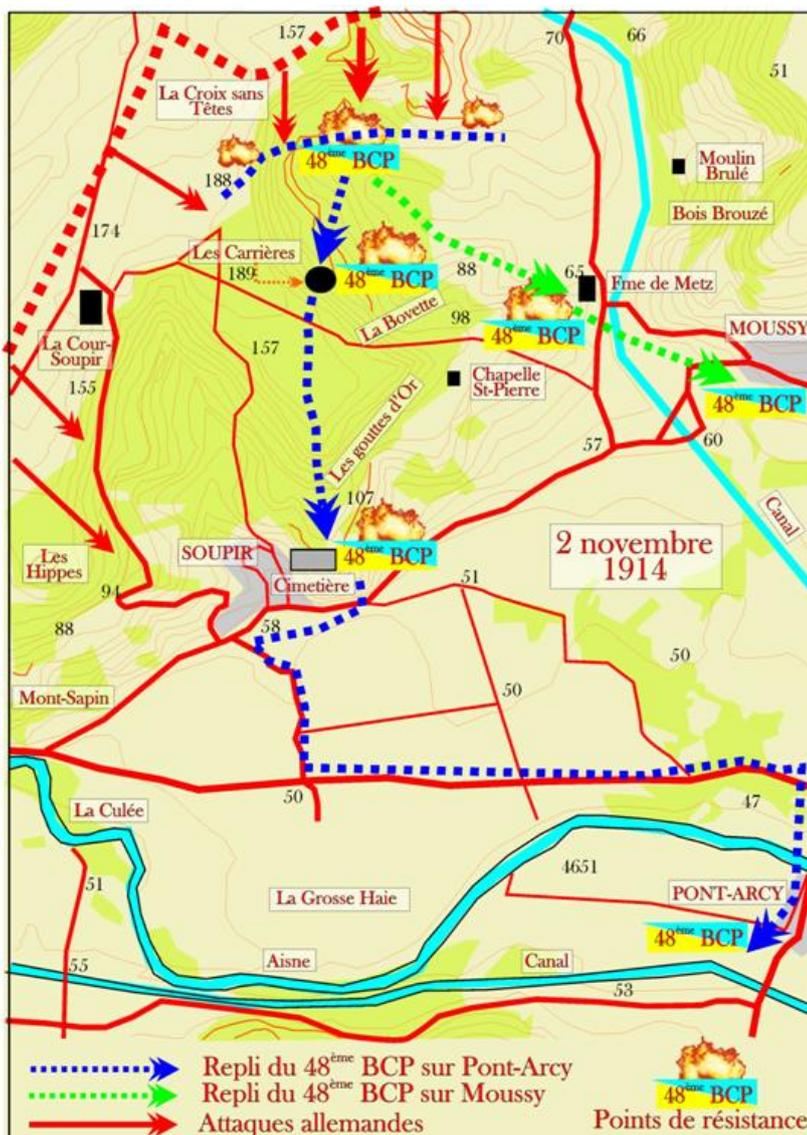 157
70
66
51
La Croix sans
Têtes
48ème BCP
188
Moulin
Brulé
Bois Brouzé
174
Les Carrières
189
48ème BCP
88
65
Fme de Metz
La Bovette
98
48ème BCP
MOUSSY
La Cour-
Soupir
157
155
Chapelle
St-Pierre
48ème BCP
Les gouttes d'Or
57
60
107
Canal
SOUPIR
48ème BCP
2 novembre
1914
Les
Hippes
Cimetière
94
51
58
88
50
50
Mont-Sapin
50
47
La Culée
51
4651
La Grosse Haie
PONT-ARCY
48ème BCP
55
Aisne
Canal
53
Repli du 48ème BCP sur Pont-Arcy
Repli du 48ème BCP sur Moussy
48ème BCP
Attaques allemandes
Points de résistance